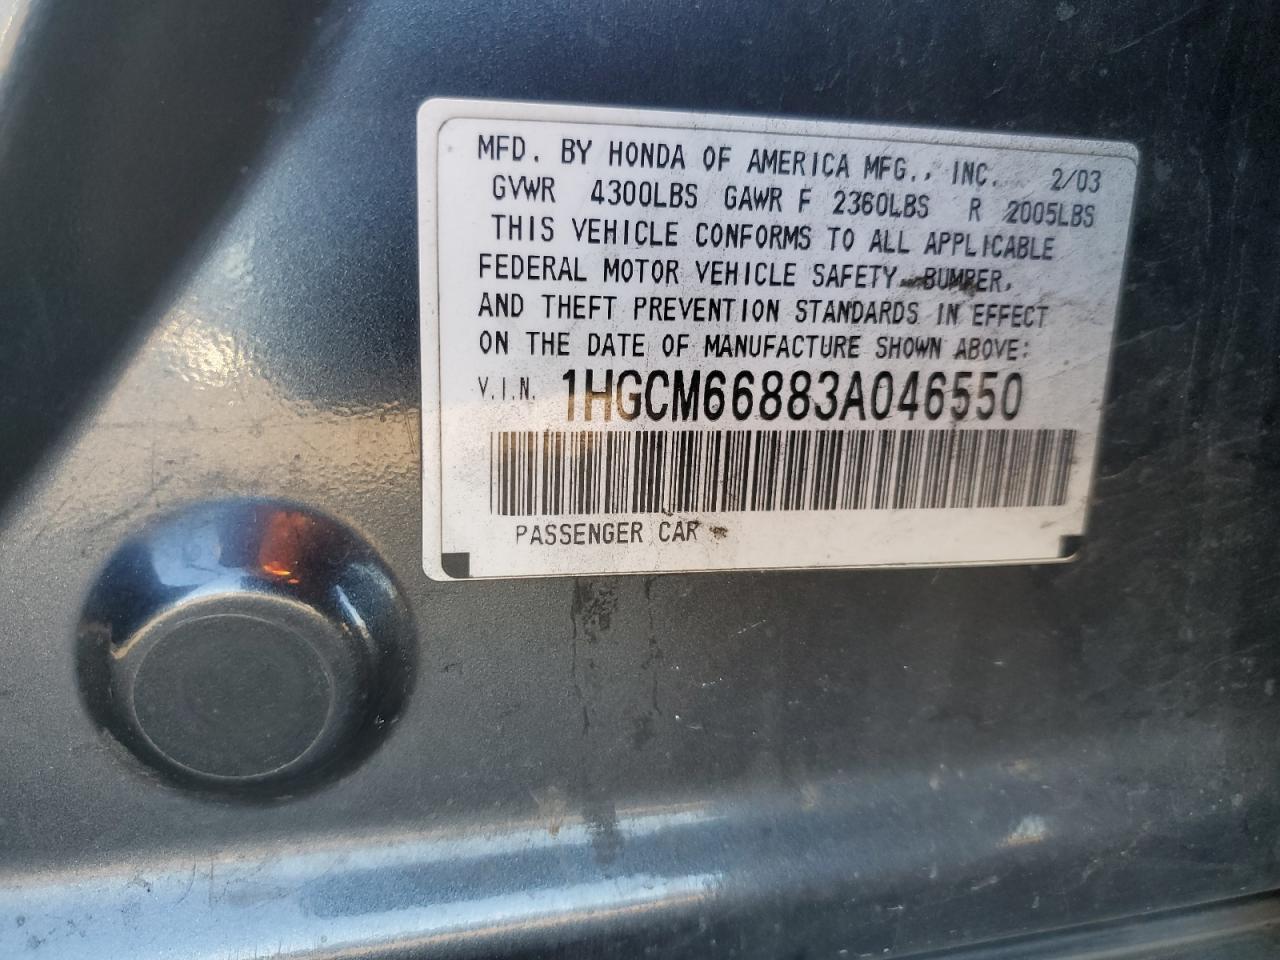 MFD. BY HONDA OF AMERICA MFG., INC. 2/03
GVWR 4300LBS GAWR F 2360LBS R 2005LBS
THIS VEHICLE CONFORMS TO ALL APPLICABLE
FEDERAL MOTOR VEHICLE SAFETY, BUMPER,
AND THEFT PREVENTION STANDARDS IN EFFECT
ON THE DATE OF MANUFACTURE SHOWN ABOVE:
V.I.N. 1HGCM66883A046550
PASSENGER CAR